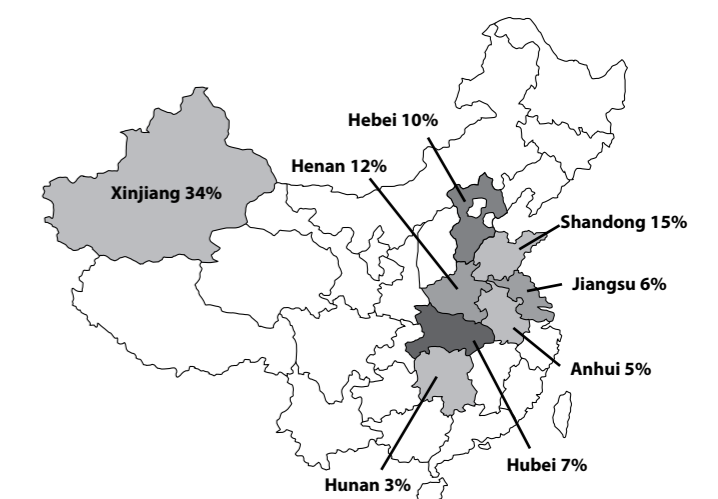 Hebei 10%
Henan 12%
Xinjiang 34%
Shandong 15%
Jiangsu 6%
Anhui 5%
Hubei 7%
Hunan 3%